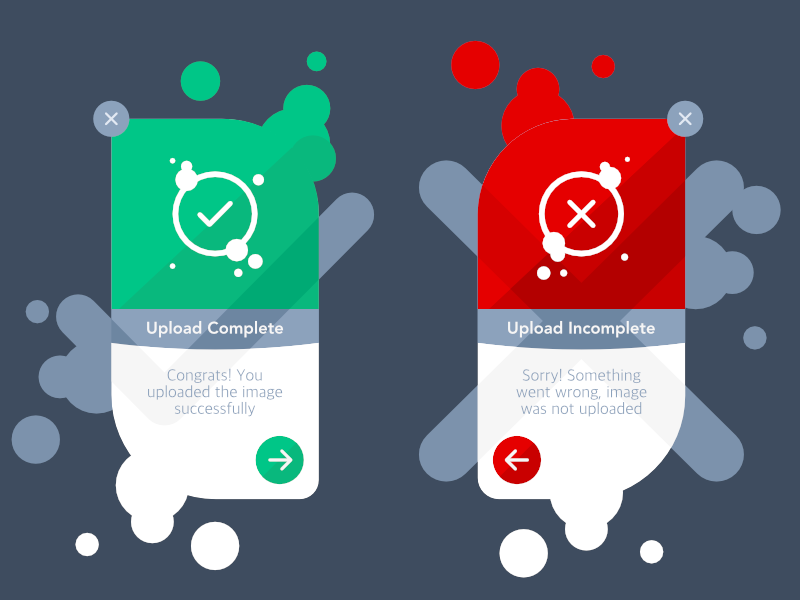 Upload Complete
Congrats! You
uploaded the image
successfully
Upload Incomplete
Sorry! Something
went wrong, image
was not uploaded